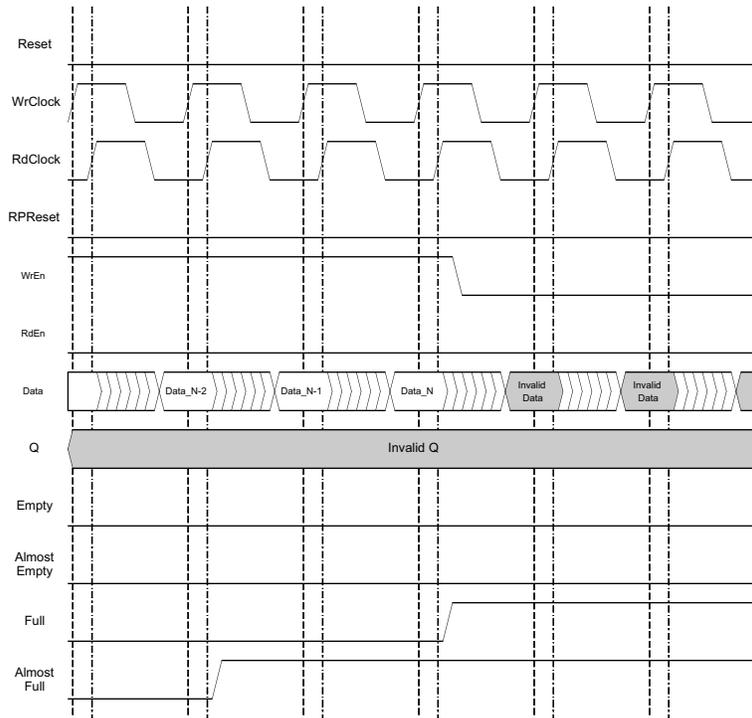 Reset
WrClock
RdClock
RPReset
WrEn
RdEn
Data
Data_N-2
Data_N-1
Data_N
Invalid
Data
Invalid
Data
Q
Invalid Q
Empty
Almost
Empty
Full
Almost
Full